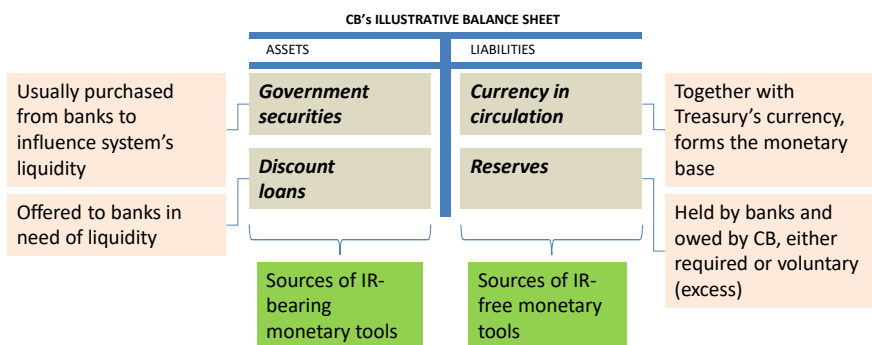 CB's ILLUSTRATIVE BALANCE SHEET
ASSETS
LIABILITIES
Usually purchased
from banks to
influence system's
liquidity
Government
securities
Currency in
circulation
Together with
Treasury's currency,
forms the monetary
base
Discount
loans
Reserves
Offered to banks in
need of liquidity
Held by banks and
owed by CB, either
required or voluntary
(excess)
Sources of IR-
bearing
monetary tools
Sources of IR-
free monetary
tools